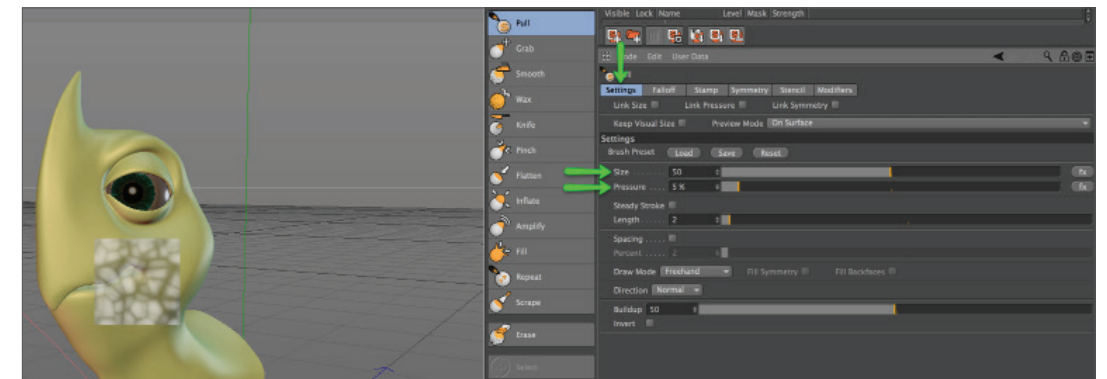 Pull
Grab
Smooth
Wax
Knife
Pinch
Flatten
Inflate
Amplify
Fill
Repeat
Scrape
Erase
Select
Visible Lock Name Level Mask Strength
Mode Edit User Data
Settings Falloff Stamp Symmetry Stencil Modifiers
Link Size Link Pressure Link Symmetry
Keep Visual Size Preview Mode On Surface
Settings
Brush Preset Load Save Reset
Size ....... 50 fx
Pressure .... 5 % fx
Steady Stroke
Length ..... 2
Spacing .....
Percent ..... 2
Draw Mode Freehand Fill Symmetry Fill Backfaces
Direction Normal
Buildup 50
Invert